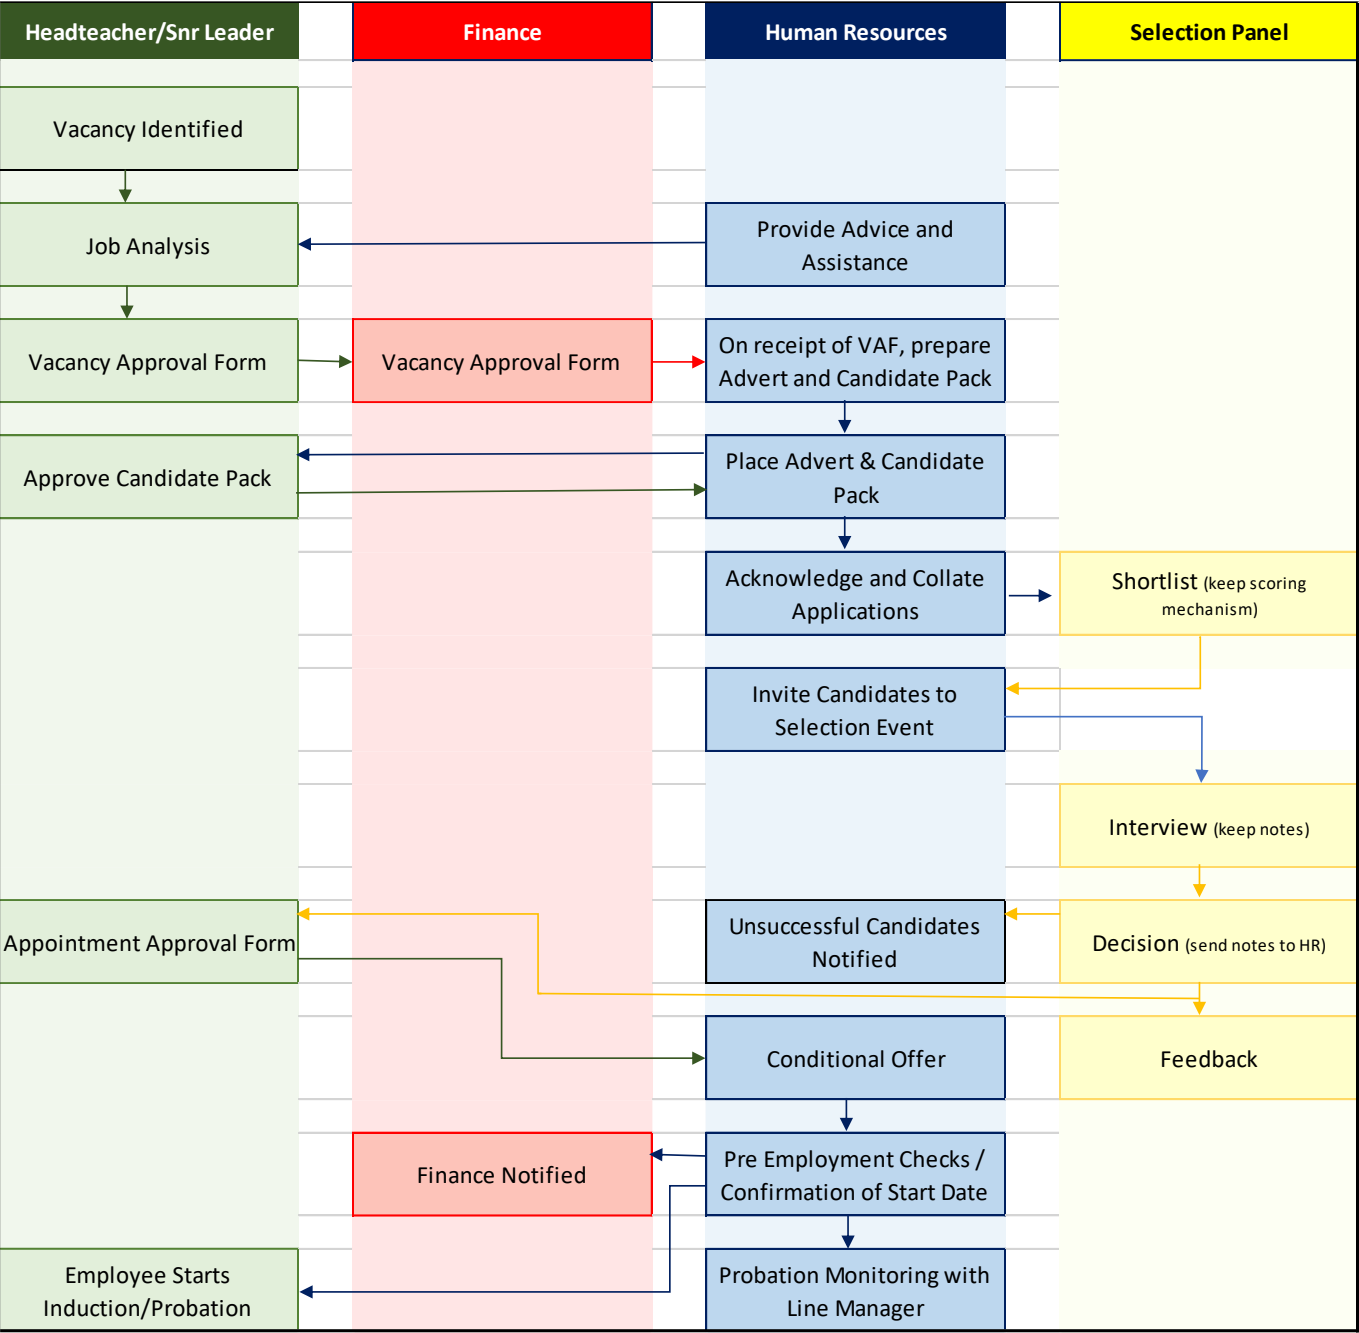 Headteacher/Snr Leader
Finance
Human Resources
Selection Panel
Vacancy Identified
Job Analysis
Provide Advice and
Assistance
Vacancy Approval Form
Vacancy Approval Form
On receipt of VAF, prepare
Advert and Candidate Pack
Approve Candidate Pack
Place Advert & Candidate
Pack
Acknowledge and Collate
Applications
Shortlist (keep scoring
mechanism)
Invite Candidates to
Selection Event
Interview (keep notes)
Appointment Approval Form
Unsuccessful Candidates
Notified
Decision (send notes to HR)
Conditional Offer
Feedback
Finance Notified
Pre Employment Checks /
Confirmation of Start Date
Employee Starts
Induction/Probation
Probation Monitoring with
Line Manager